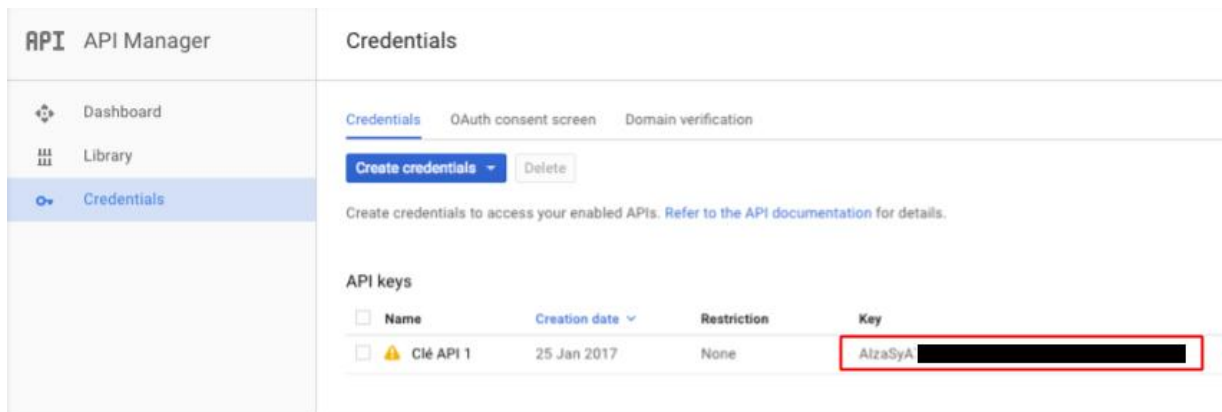 API API Manager
Credentials
Dashboard
Library
Credentials
Credentials OAuth consent screen Domain verification
Create credentials Delete
Create credentials to access your enabled APIs. Refer to the API documentation for details.
API keys
Name Creation date Restriction Key
Clé API 1 25 Jan 2017 None AIzaSyA